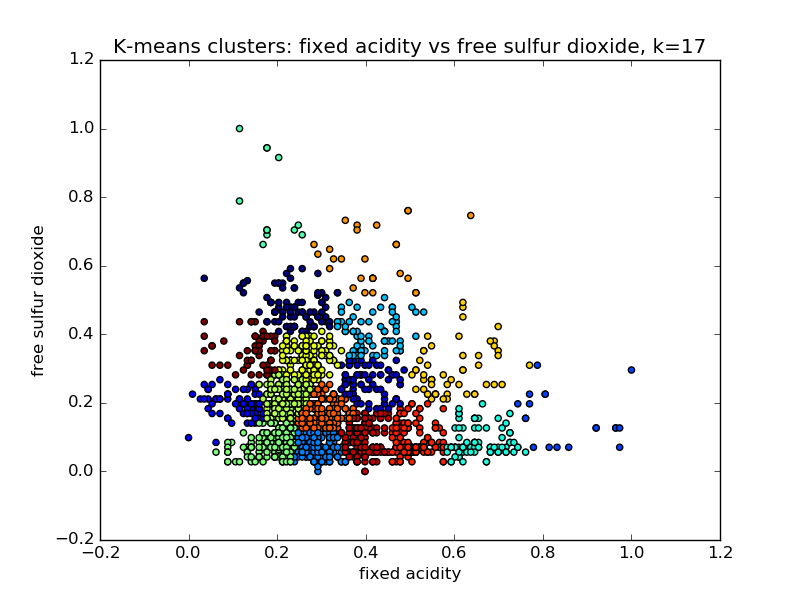 K-means clusters: fixed acidity vs free sulfur dioxide, k=17
1.2
1.0
0.8
0.6
0.4
0.2
0.0
−0.2
free sulfur dioxide
−0.2 0.0 0.2 0.4 0.6 0.8 1.0 1.2
fixed acidity